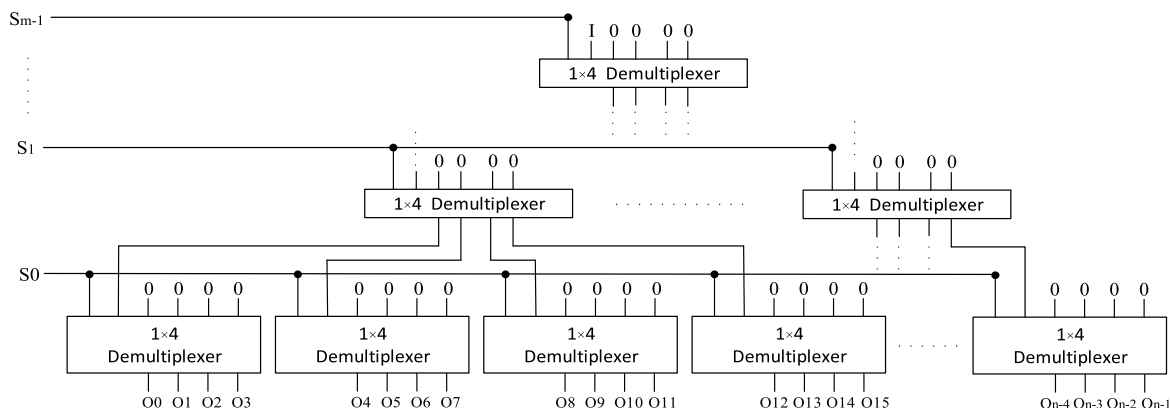 Sm-1
I 0 0 0 0
1×4 Demultiplexer
S1
0 0 0 0
0 0 0 0
1×4 Demultiplexer
1×4 Demultiplexer
S0
0 0 0 0
0 0 0 0
0 0 0 0
0 0 0 0
0 0 0 0
1×4
Demultiplexer
1×4
Demultiplexer
1×4
Demultiplexer
1×4
Demultiplexer
1×4
Demultiplexer
O0 O1 O2 O3
O4 O5 O6 O7
O8 O9 O10 O11
O12 O13 O14 O15
On-4 On-3 On-2 On-1